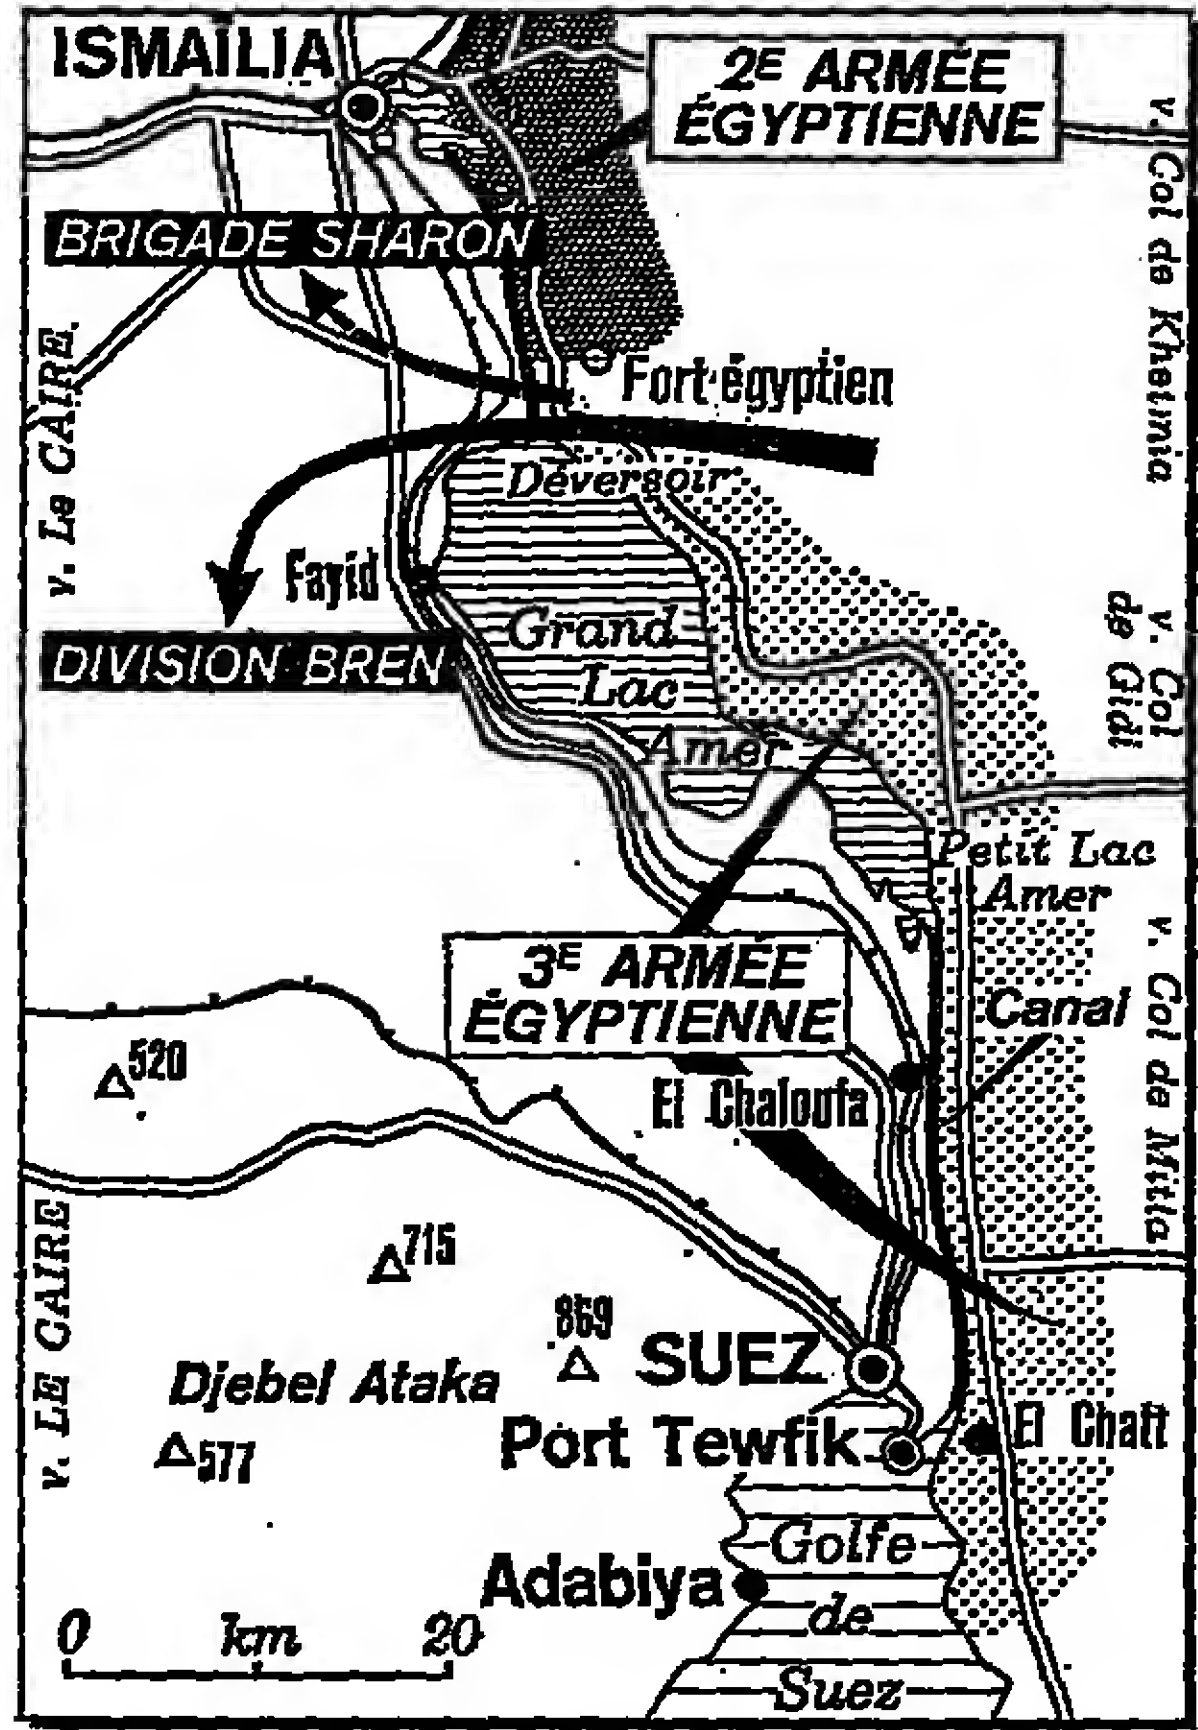 ISMAÏLIA
2E ARMÉE
ÉGYPTIENNE
v. Col de Khetmia
BRIGADE SHARON
v. Le CAIRE
Fort égyptien
Déversoir
Fayid
Grand
Lac
Amer
DIVISION BREN
v. Col
de Gidi
Petit Lac
Amer
3E ARMÉE
ÉGYPTIENNE
Canal
v. Col de Mitla
520
El Chaloufa
v. LE CAIRE
715
869
SUEZ
Djebel Ataka
577
Port Tewfik
El Chatt
Golfe
de
Suez
Adabiya
0 km 20